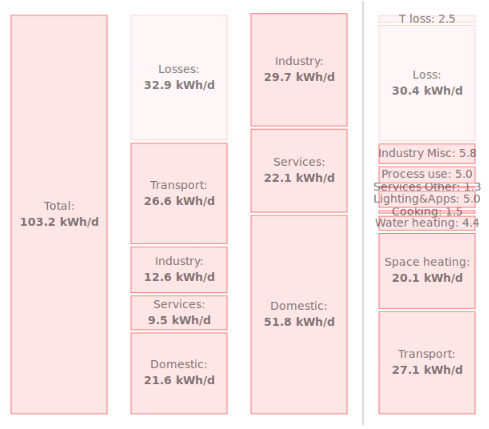 Total:
103.2 kWh/d
Losses:
32.9 kWh/d
Transport:
26.6 kWh/d
Industry:
12.6 kWh/d
Services:
9.5 kWh/d
Domestic:
21.6 kWh/d
Industry:
29.7 kWh/d
Services:
22.1 kWh/d
Domestic:
51.8 kWh/d
T loss: 2.5
Loss:
30.4 kWh/d
Industry Misc: 5.8
Process use: 5.0
Services Other: 1.3
Lighting&Apps: 5.0
Cooking: 1.5
Water heating: 4.4
Space heating:
20.1 kWh/d
Transport:
27.1 kWh/d